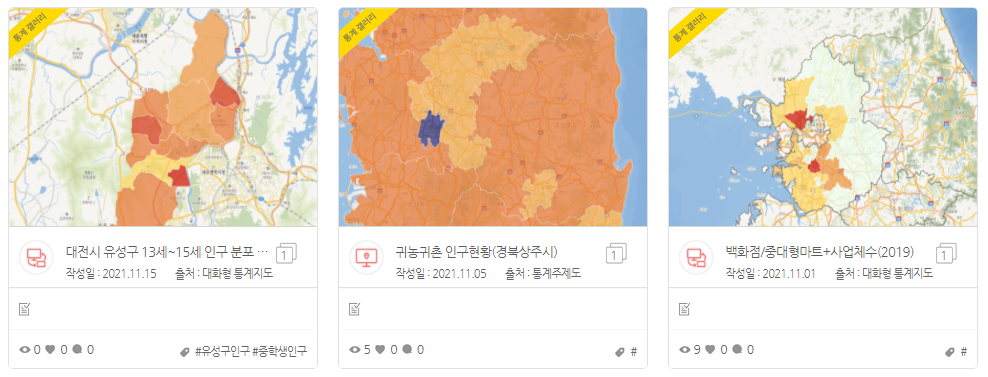 통계 갤러리
대전시 유성구 13세~15세 인구 분포 ...
1
작성일 : 2021.11.15 출처 : 대화형 통계지도
0 0 0
#유성구인구 #중학생인구
통계 갤러리
귀농귀촌 인구현황(경북상주시)
1
작성일 : 2021.11.05 출처 : 통계주제도
5 0 0
#
통계 갤러리
백화점/중대형마트+사업체수(2019)
1
작성일 : 2021.11.01 출처 : 대화형 통계지도
9 0 0
#